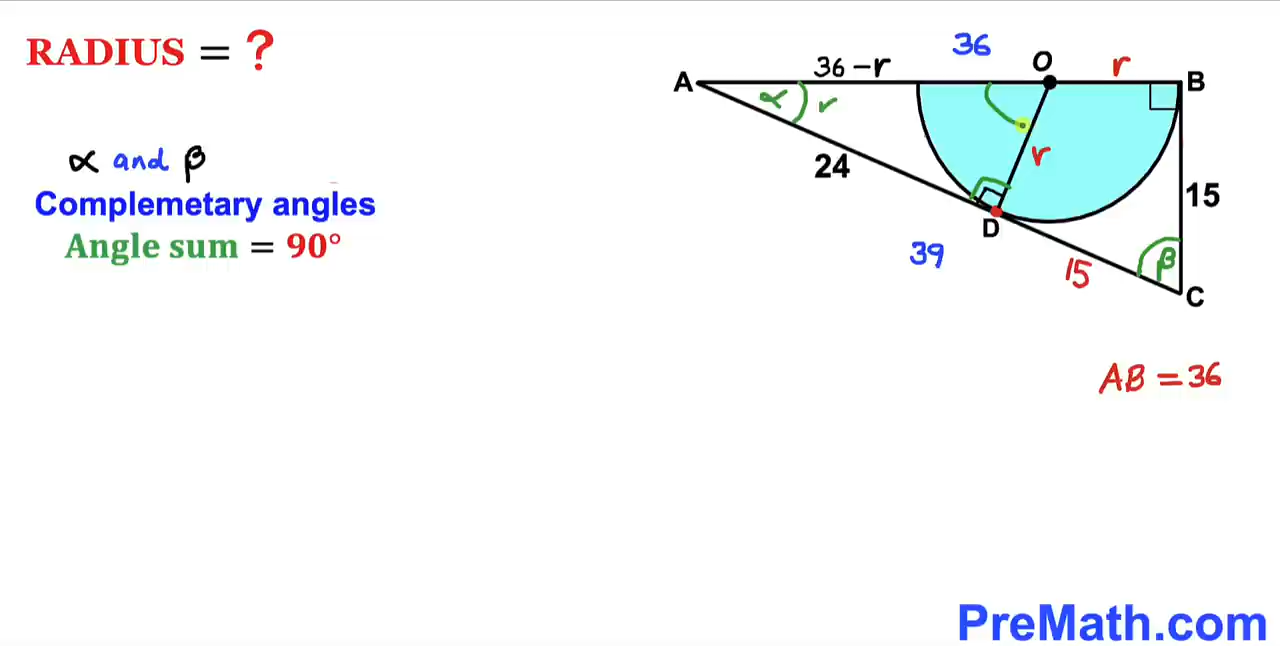 RADIUS = ?
α and β
Complemetary angles
Angle sum = 90°
36
O
A
36 - r
r
B
α
r
r
24
15
D
39
15
β
C
AB = 36
PreMath.com